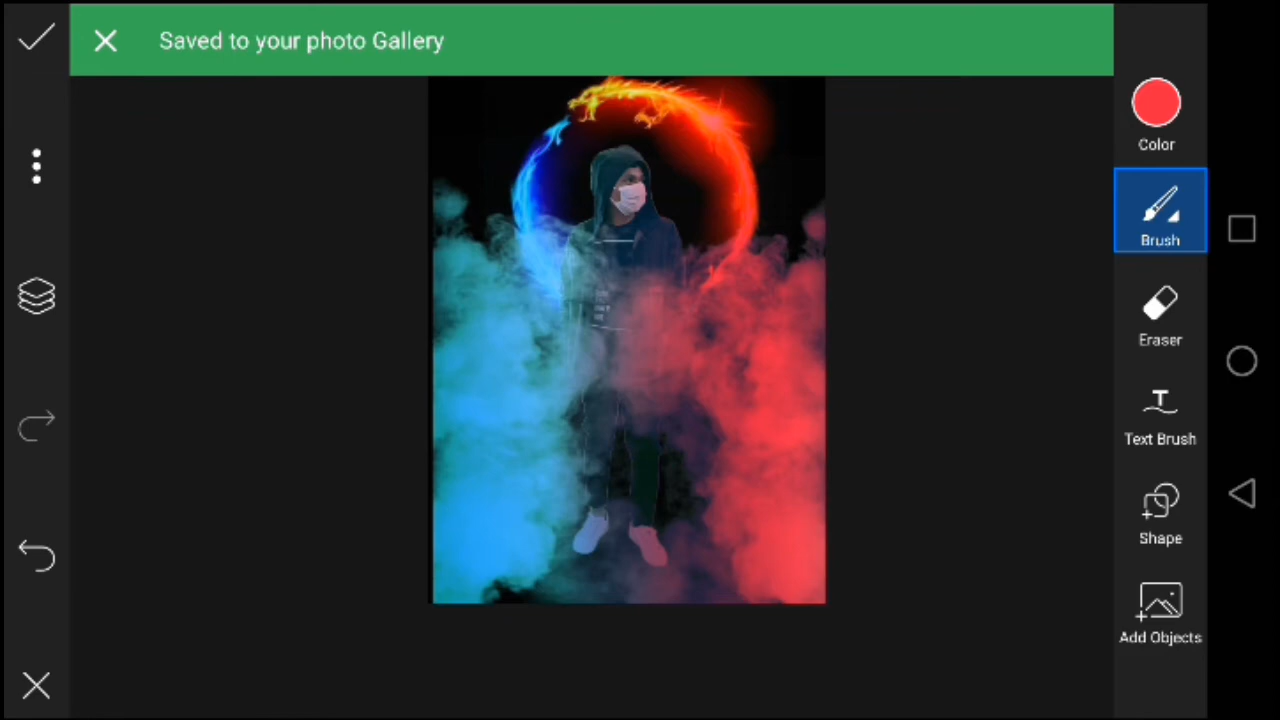 Saved to your photo Gallery
Color
Brush
Eraser
Text Brush
Shape
Add Objects